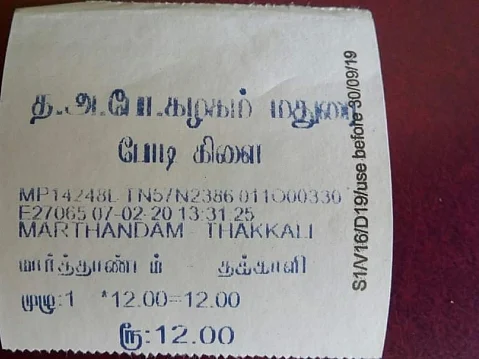 த.அ.போ.கழகம் மதுரை
போடி கிளை
MP14248L TN57N2386 011O00330
E27065 07-02-20 13:31:25
MARTHANDAM - THAKKALI
மார்த்தாண்டம் தக்காளி
முழு:1 *12.00=12.00
ரூ:12.00
S1/V16/D19/use before 30/09/19